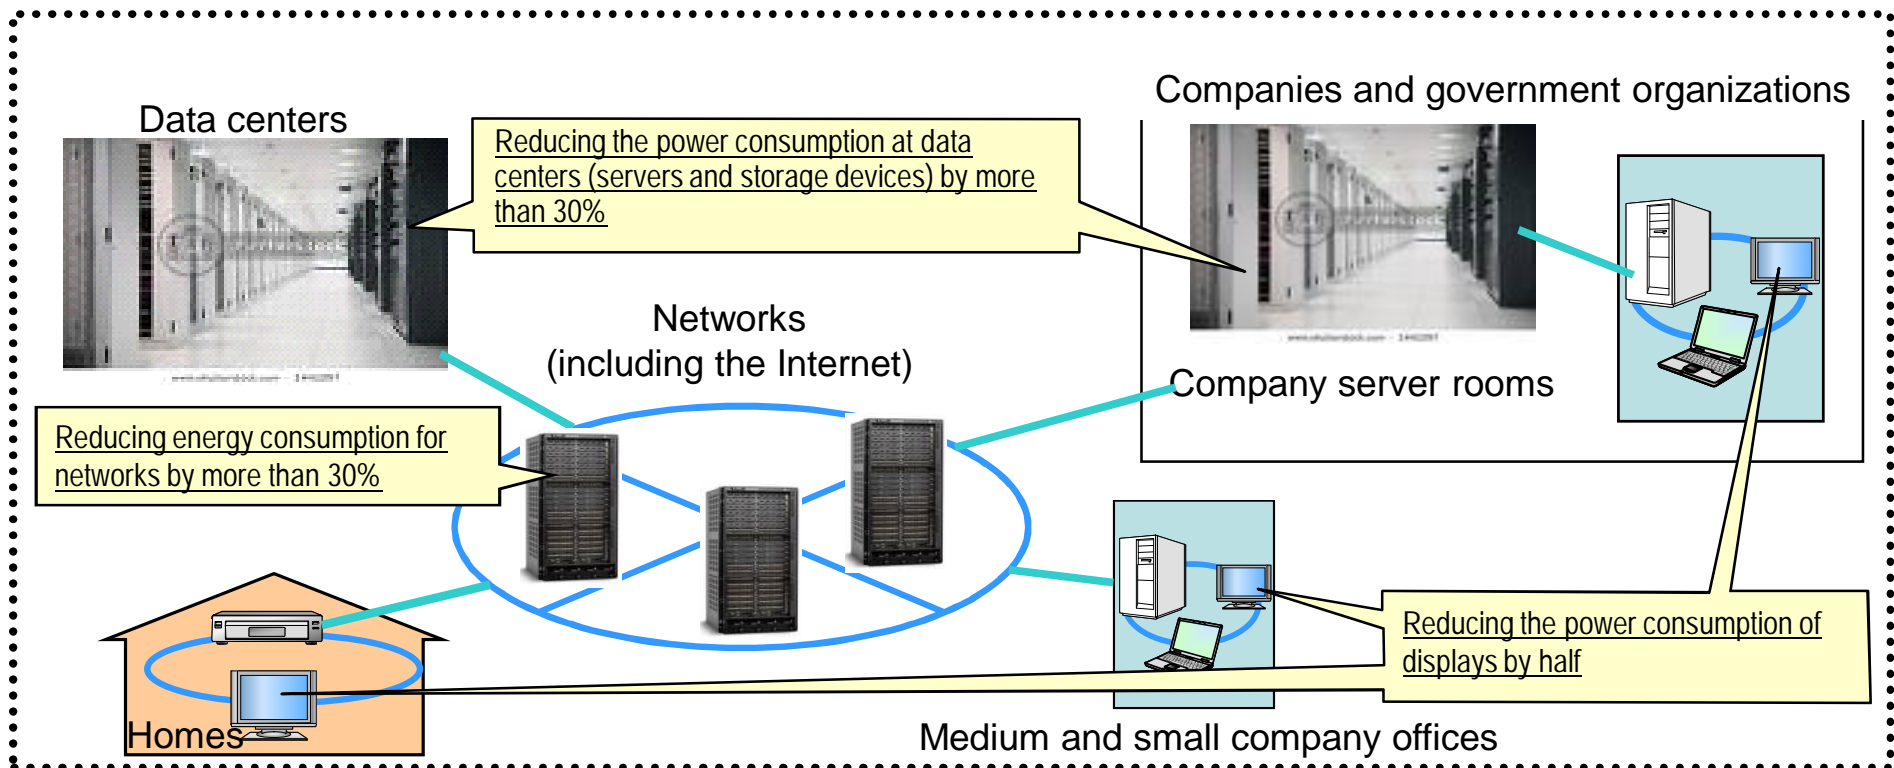 Companies and government organizations
Data centers
Reducing the power consumption at data
centers (servers and storage devices) by more
than 30%
Networks
(including the Internet)
Company server rooms
Reducing energy consumption for
networks by more than 30%
Reducing the power consumption of
displays by half
Homes
Medium and small company offices